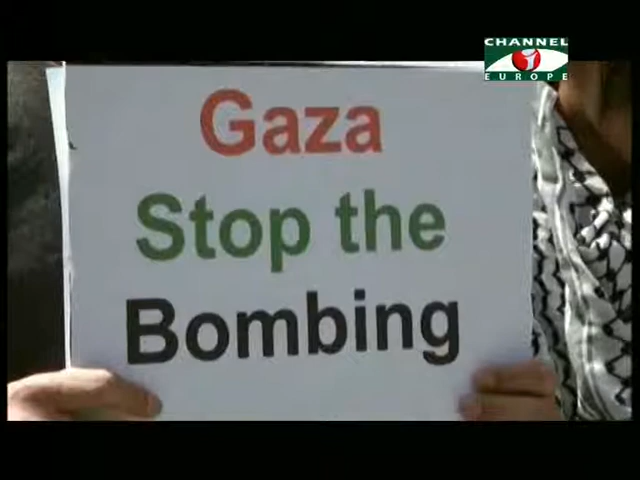 CHANNEL
i
EUROPE
Gaza
Stop the
Bombing